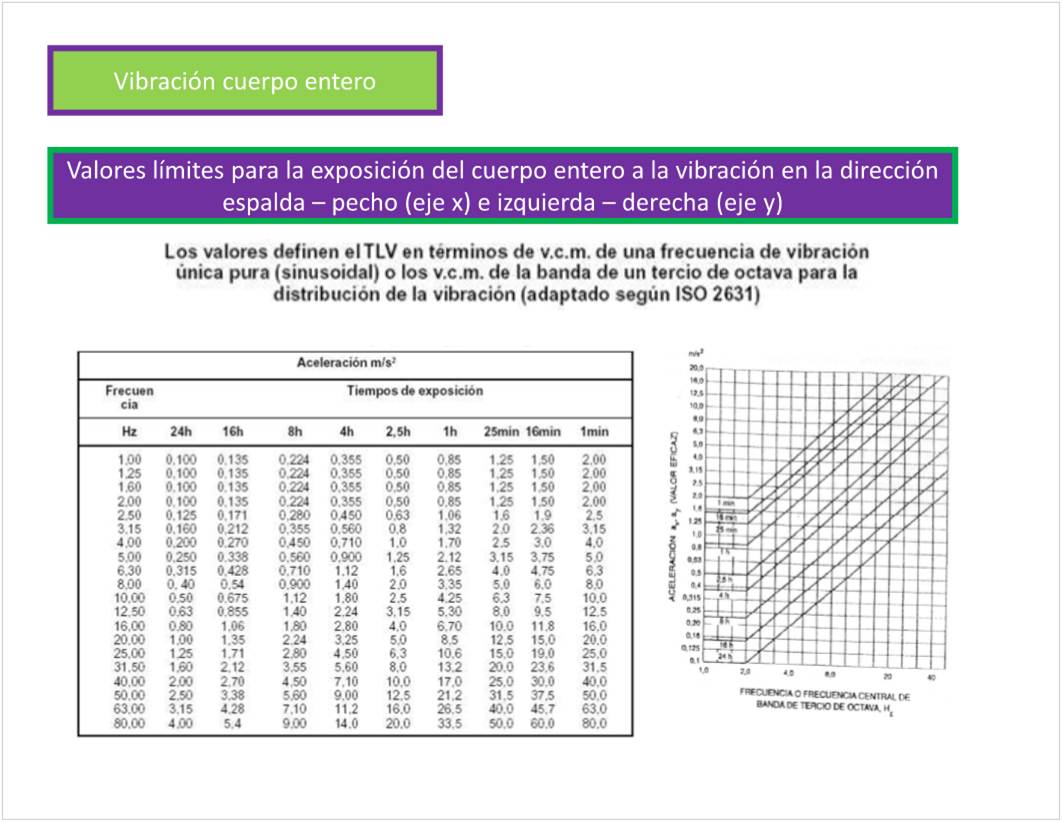 Vibración cuerpo entero
Valores límites para la exposición del cuerpo entero a la vibración en la dirección
espalda – pecho (eje x) e izquierda – derecha (eje y)
Los valores definen el TLV en términos de v.c.m. de una frecuencia de vibración
única pura (sinusoidal) o los v.c.m. de la banda de un tercio de octava para la
distribución de la vibración (adaptado según ISO 2631)
Aceleración m/s²
Frecuen Tiempos de exposición
cia
Hz 24h 16h 8h 4h 2,5h 1h 25min 16min 1min
1,00 0,100 0,135 0,224 0,355 0,50 0,85 1,25 1,50 2,00
1,25 0,100 0,135 0,224 0,355 0,50 0,85 1,25 1,50 2,00
1,60 0,100 0,135 0,224 0,355 0,50 0,85 1,25 1,50 2,00
2,00 0,100 0,135 0,224 0,355 0,50 0,85 1,25 1,50 2,00
2,50 0,125 0,171 0,280 0,450 0,63 1,06 1,6 1,9 2,5
3,15 0,160 0,212 0,355 0,560 0,8 1,32 2,0 2,36 3,15
4,00 0,200 0,270 0,450 0,710 1,0 1,70 2,5 3,0 4,0
5,00 0,250 0,338 0,560 0,900 1,25 2,12 3,15 3,75 5,0
6,30 0,315 0,428 0,710 1,12 1,6 2,65 4,0 4,75 6,3
8,00 0, 40 0,54 0,900 1,40 2,0 3,35 5,0 6,0 8,0
10,00 0,50 0,675 1,12 1,80 2,5 4,25 6,3 7,5 10,0
12,50 0,63 0,855 1,40 2,24 3,15 5,30 8,0 9,5 12,5
16,00 0,80 1,06 1,80 2,80 4,0 6,70 10,0 11,8 16,0
20,00 1,00 1,35 2,24 3,25 5,0 8,5 12,5 15,0 20,0
25,00 1,25 1,71 2,80 4,50 6,3 10,6 15,0 19,0 25,0
31,50 1,60 2,12 3,55 5,60 8,0 13,2 20,0 23,6 31,5
40,00 2,00 2,70 4,50 7,10 10,0 17,0 25,0 30,0 40,0
50,00 2,50 3,38 5,60 9,00 12,5 21,2 31,5 37,5 50,0
63,00 3,15 4,28 7,10 11,2 16,0 26,5 40,0 45,7 63,0
80,00 4,00 5,4 9,00 14,0 20,0 33,5 50,0 60,0 80,0
m/s²
20,0
16,0
12,5
10,0
8,0
6,3
5,0
4,0
3,15
2,5
2,0
1,6
1,25
1,0
0,8
0,63
0,5
0,4
0,315
0,25
0,20
0,16
0,125
0,1
ACELERACIÓN ax, ay (VALOR EFICAZ)
1 min
16 min
25 min
1 h
2,5 h
4 h
8 h
16 h
24 h
1,0 2,0 4,0 8,0 20 40
FRECUENCIA O FRECUENCIA CENTRAL DE
BANDA DE TERCIO DE OCTAVA, Hz